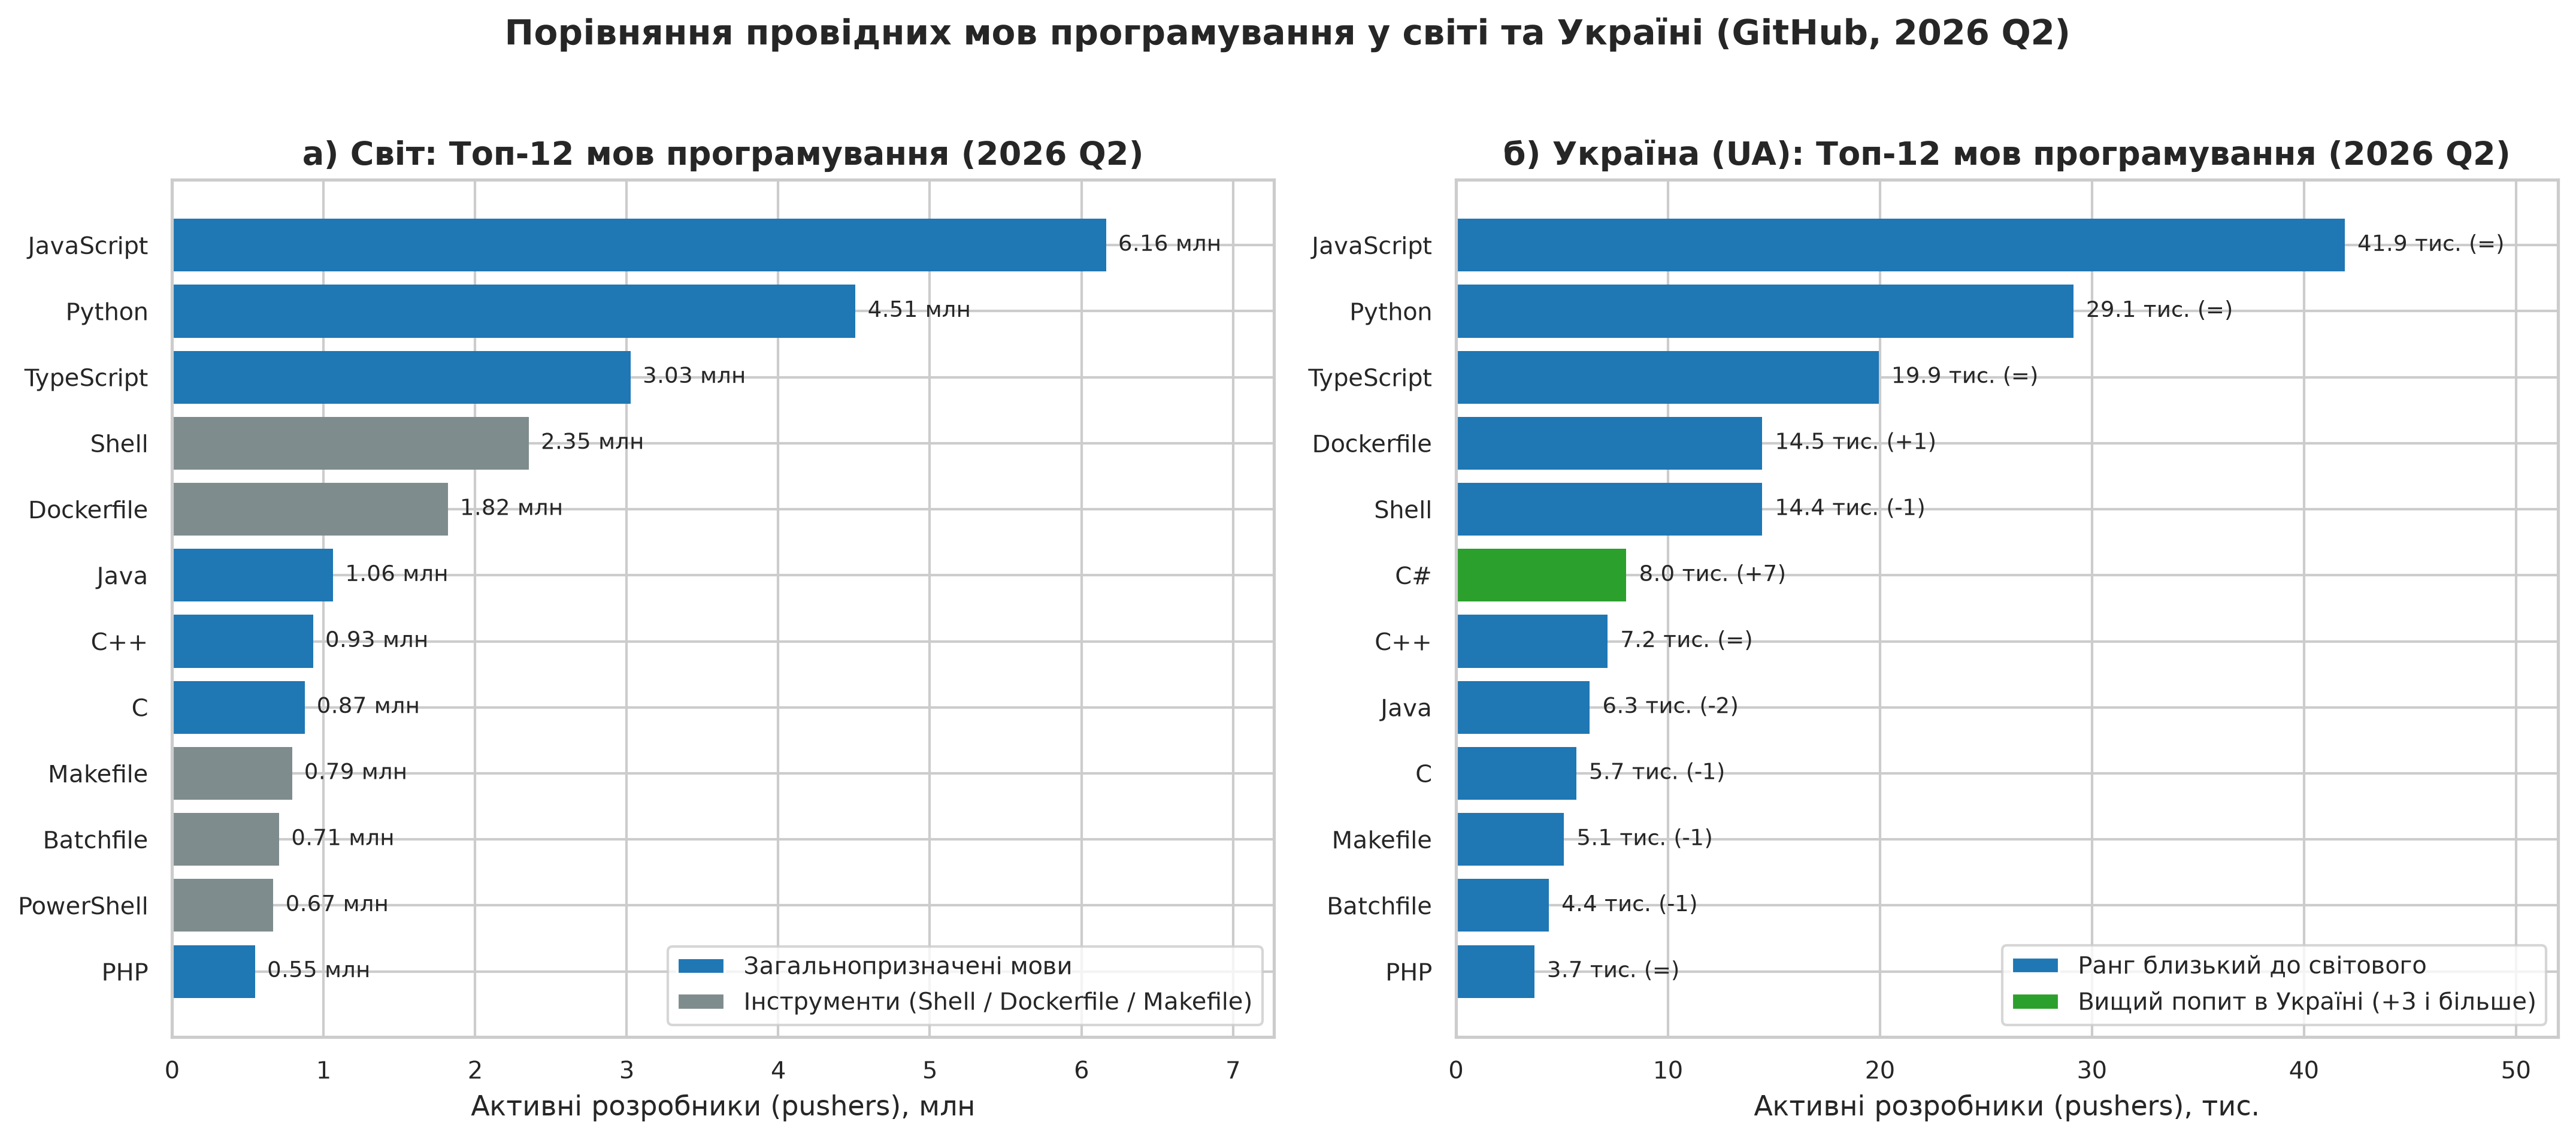 Порівняння провідних мов програмування у світі та Україні (GitHub, 2026 Q2)
а) Світ: Топ-12 мов програмування (2026 Q2)
JavaScript 6.16 млн
Python 4.51 млн
TypeScript 3.03 млн
Shell 2.35 млн
Dockerfile 1.82 млн
Java 1.06 млн
C++ 0.93 млн
C 0.87 млн
Makefile 0.79 млн
Batchfile 0.71 млн
PowerShell 0.67 млн
PHP 0.55 млн
Загальнопризначені мови
Інструменти (Shell / Dockerfile / Makefile)
0 1 2 3 4 5 6 7
Активні розробники (pushers), млн
б) Україна (UA): Топ-12 мов програмування (2026 Q2)
JavaScript 41.9 тис. (=)
Python 29.1 тис. (=)
TypeScript 19.9 тис. (=)
Dockerfile 14.5 тис. (+1)
Shell 14.4 тис. (-1)
C# 8.0 тис. (+7)
C++ 7.2 тис. (=)
Java 6.3 тис. (-2)
C 5.7 тис. (-1)
Makefile 5.1 тис. (-1)
Batchfile 4.4 тис. (-1)
PHP 3.7 тис. (=)
Ранг близький до світового
Вищий попит в Україні (+3 і більше)
0 10 20 30 40 50
Активні розробники (pushers), тис.